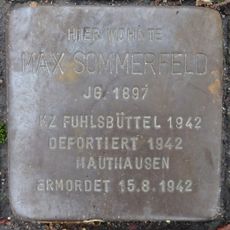 HIER WOHNTE
MAX SOMMERFELD
JG. 1897
KZ FUHLSBÜTTEL 1942
DEPORTIERT 1942
MAUTHAUSEN
ERMORDET 15.8.1942